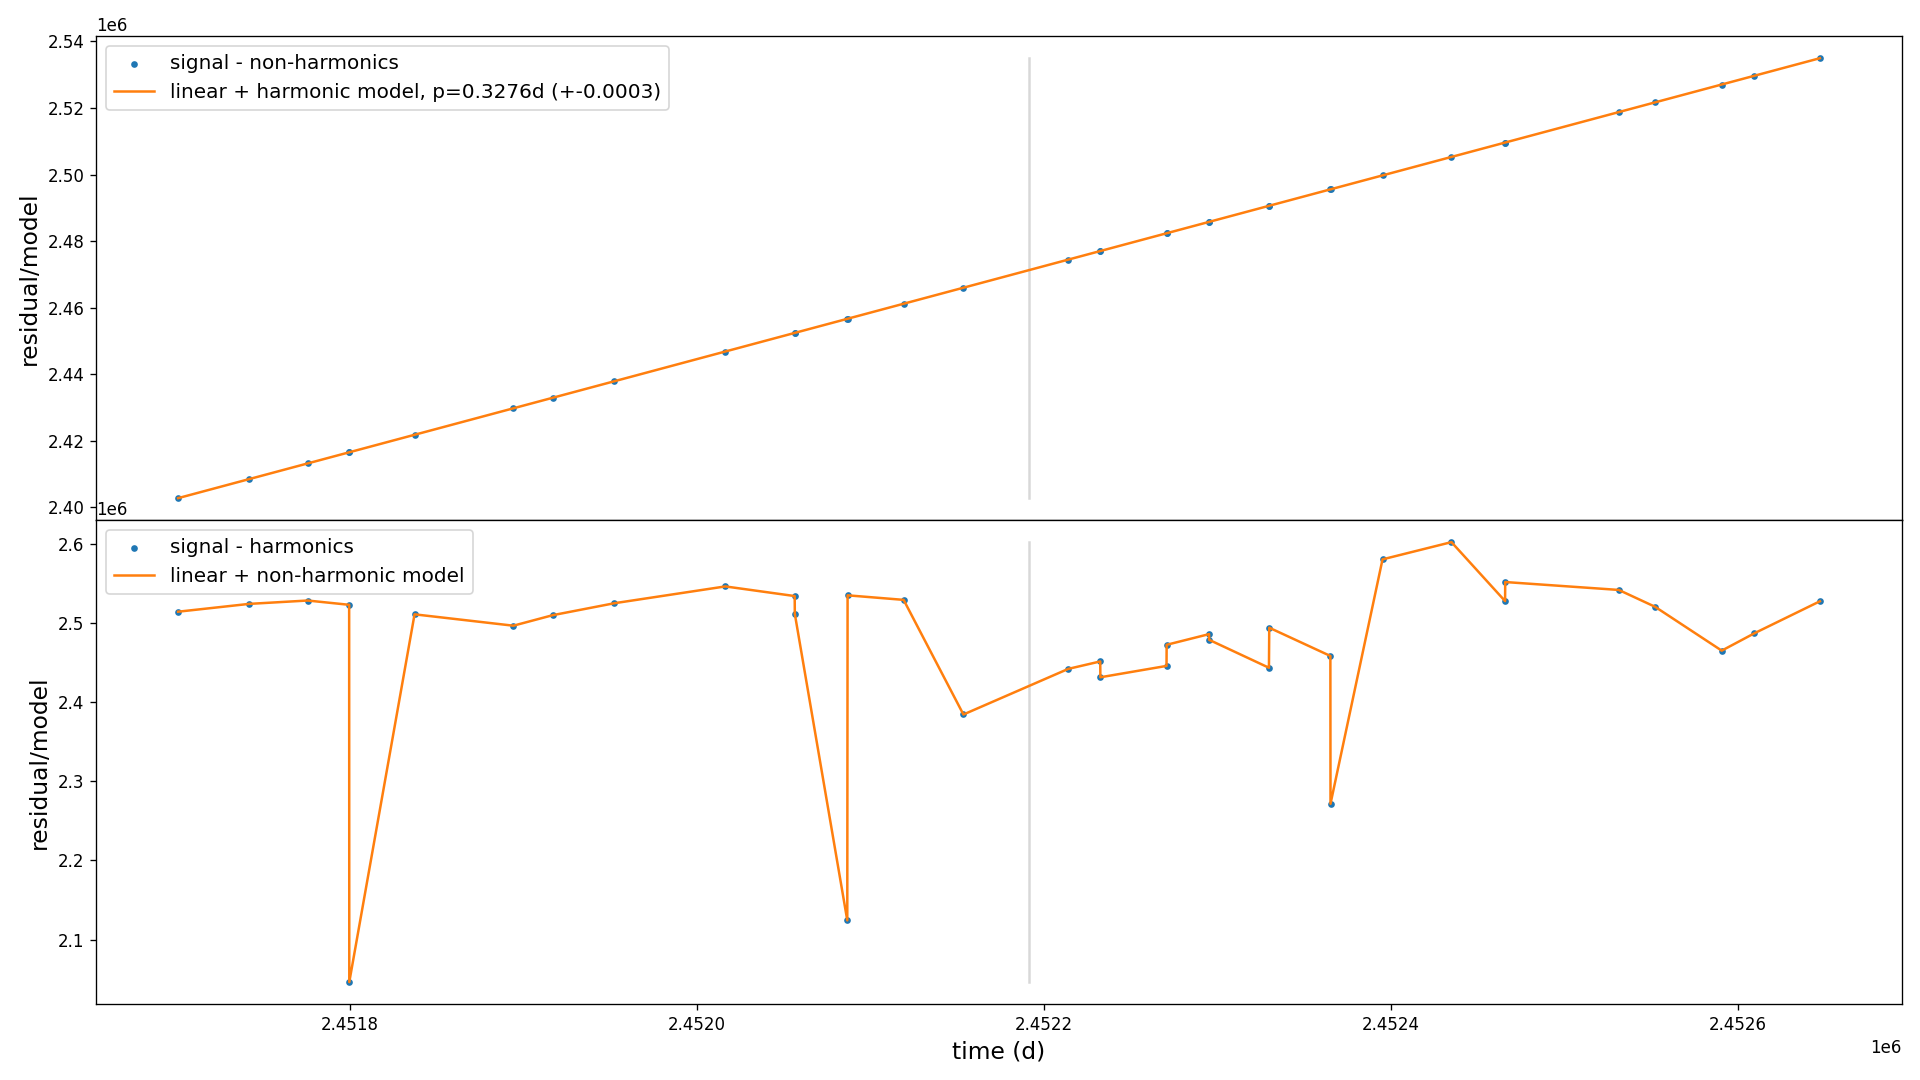 1e6
2.54
2.52
2.50
2.48
2.46
2.44
2.42
2.40
residual/model
signal - non-harmonics
linear + harmonic model, p=0.3276d (+-0.0003)
1e6
2.6
2.5
2.4
2.3
2.2
2.1
residual/model
signal - harmonics
linear + non-harmonic model
2.4518
2.4520
2.4522
2.4524
2.4526
time (d)
1e6